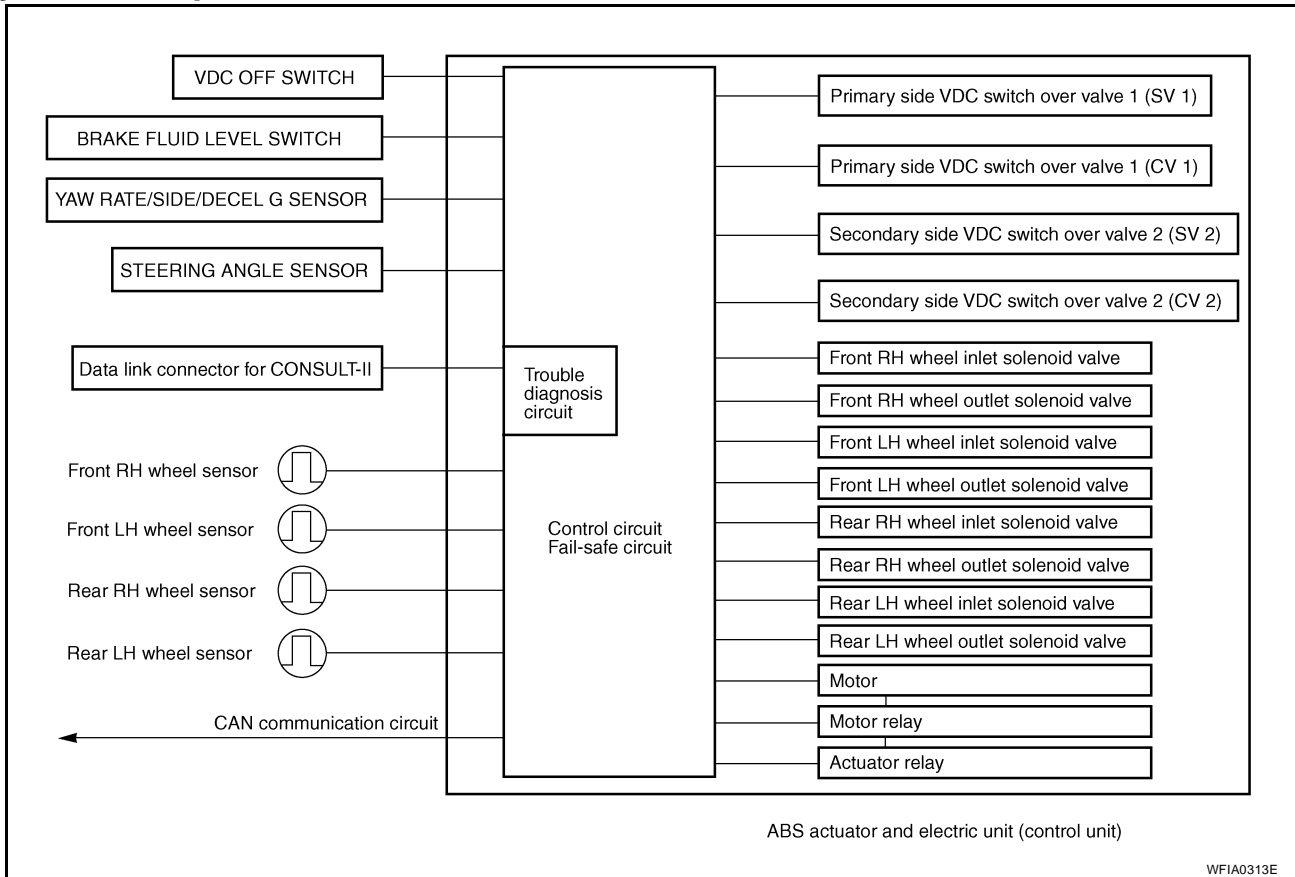 VDC OFF SWITCH
BRAKE FLUID LEVEL SWITCH
YAW RATE/SIDE/DECEL G SENSOR
STEERING ANGLE SENSOR
Data link connector for CONSULT-II
Front RH wheel sensor
Front LH wheel sensor
Rear RH wheel sensor
Rear LH wheel sensor
CAN communication circuit
Trouble
diagnosis
circuit
Control circuit
Fail-safe circuit
Primary side VDC switch over valve 1 (SV 1)
Primary side VDC switch over valve 1 (CV 1)
Secondary side VDC switch over valve 2 (SV 2)
Secondary side VDC switch over valve 2 (CV 2)
Front RH wheel inlet solenoid valve
Front RH wheel outlet solenoid valve
Front LH wheel inlet solenoid valve
Front LH wheel outlet solenoid valve
Rear RH wheel inlet solenoid valve
Rear RH wheel outlet solenoid valve
Rear LH wheel inlet solenoid valve
Rear LH wheel outlet solenoid valve
Motor
Motor relay
Actuator relay
ABS actuator and electric unit (control unit)
WFIA0313E